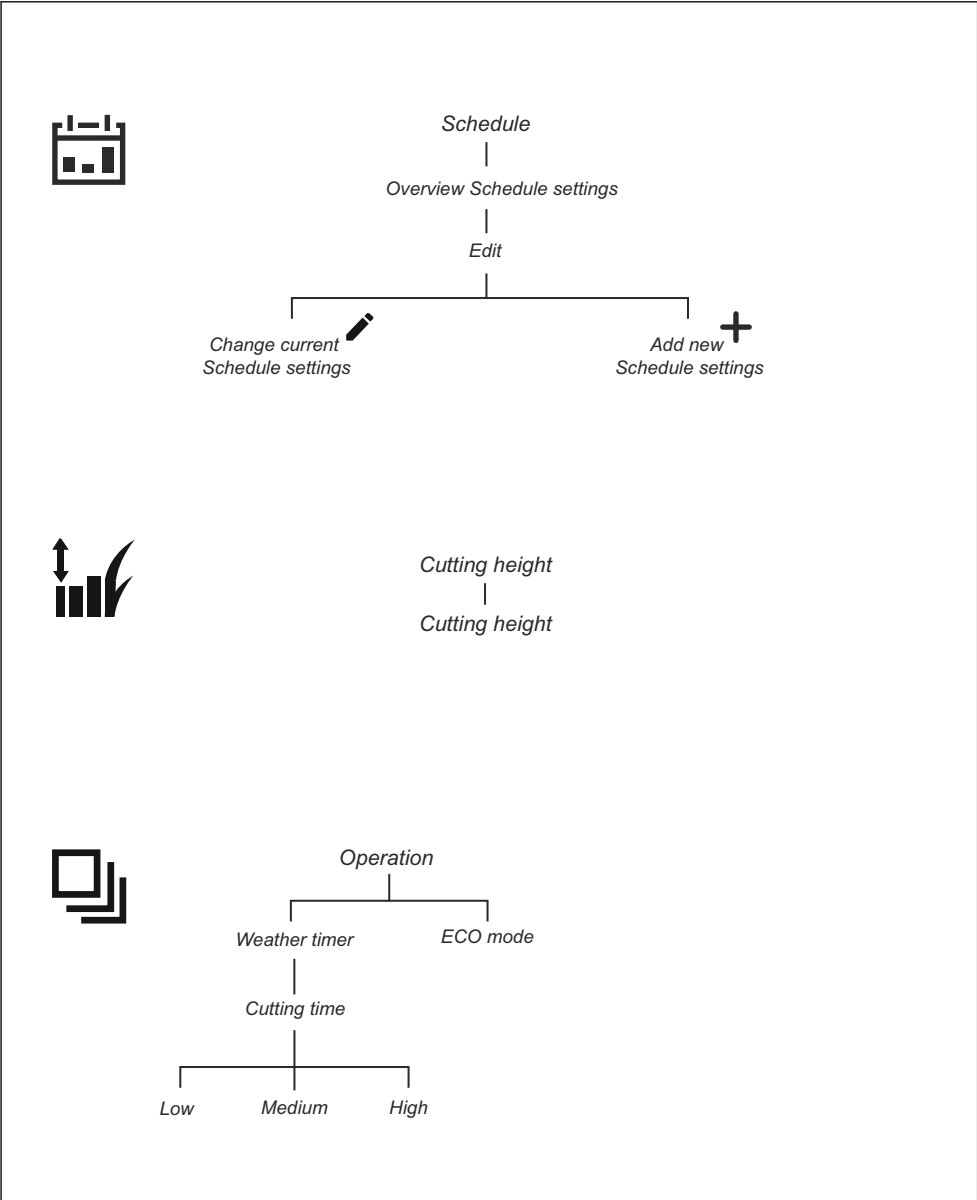 Schedule
Overview Schedule settings
Edit
Change current
Schedule settings
Add new
Schedule settings
Cutting height
Cutting height
Operation
Weather timer
ECO mode
Cutting time
Low
Medium
High